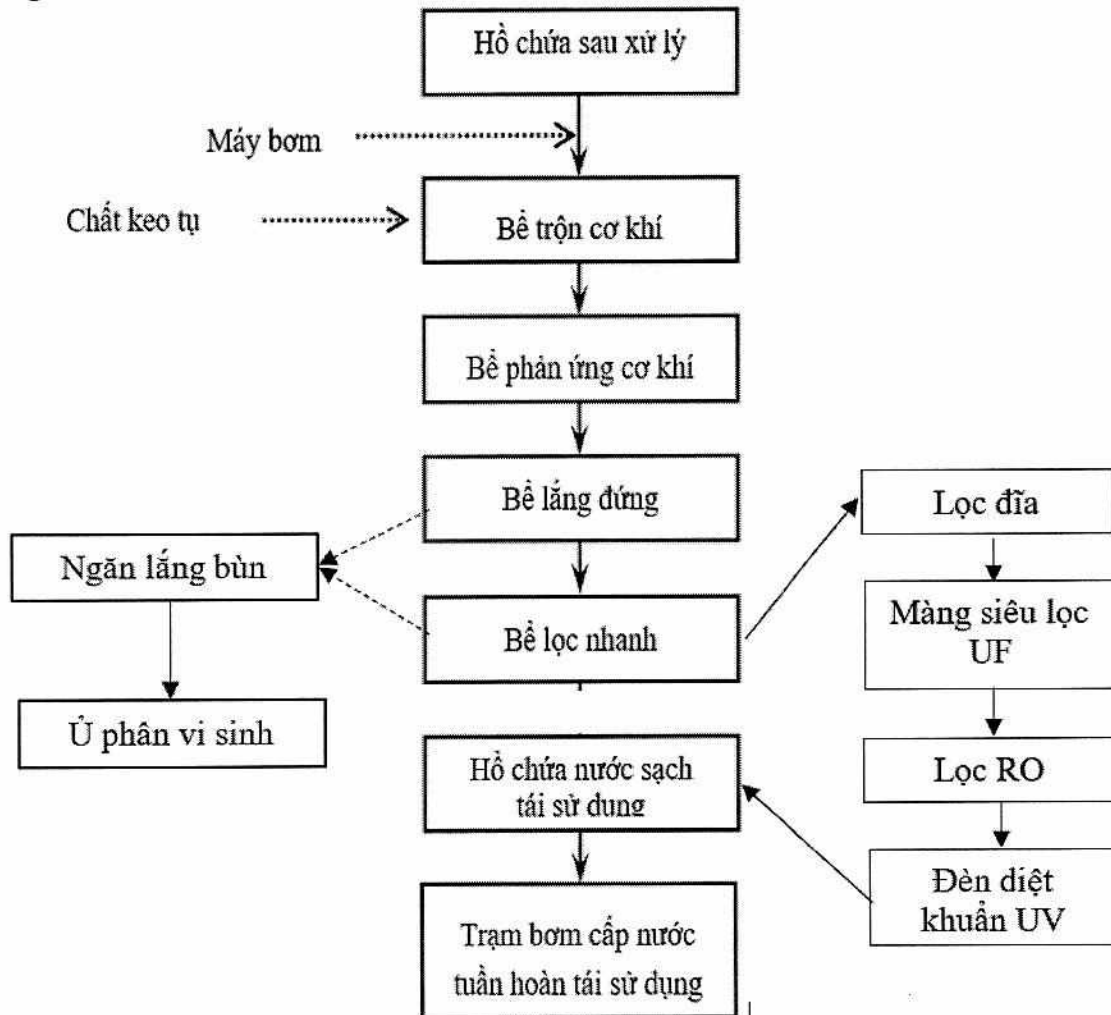 Hồ chứa sau xử lý
Máy bơm
Chất keo tụ
Bể trộn cơ khí
Bể phản ứng cơ khí
Bể lắng đứng
Lọc đĩa
Ngăn lắng bùn
Bể lọc nhanh
Màng siêu lọc
UF
Ủ phân vi sinh
Hồ chứa nước sạch
tái sử dụng
Lọc RO
Đèn diệt
khuẩn UV
Trạm bơm cấp nước
tuần hoàn tái sử dụng